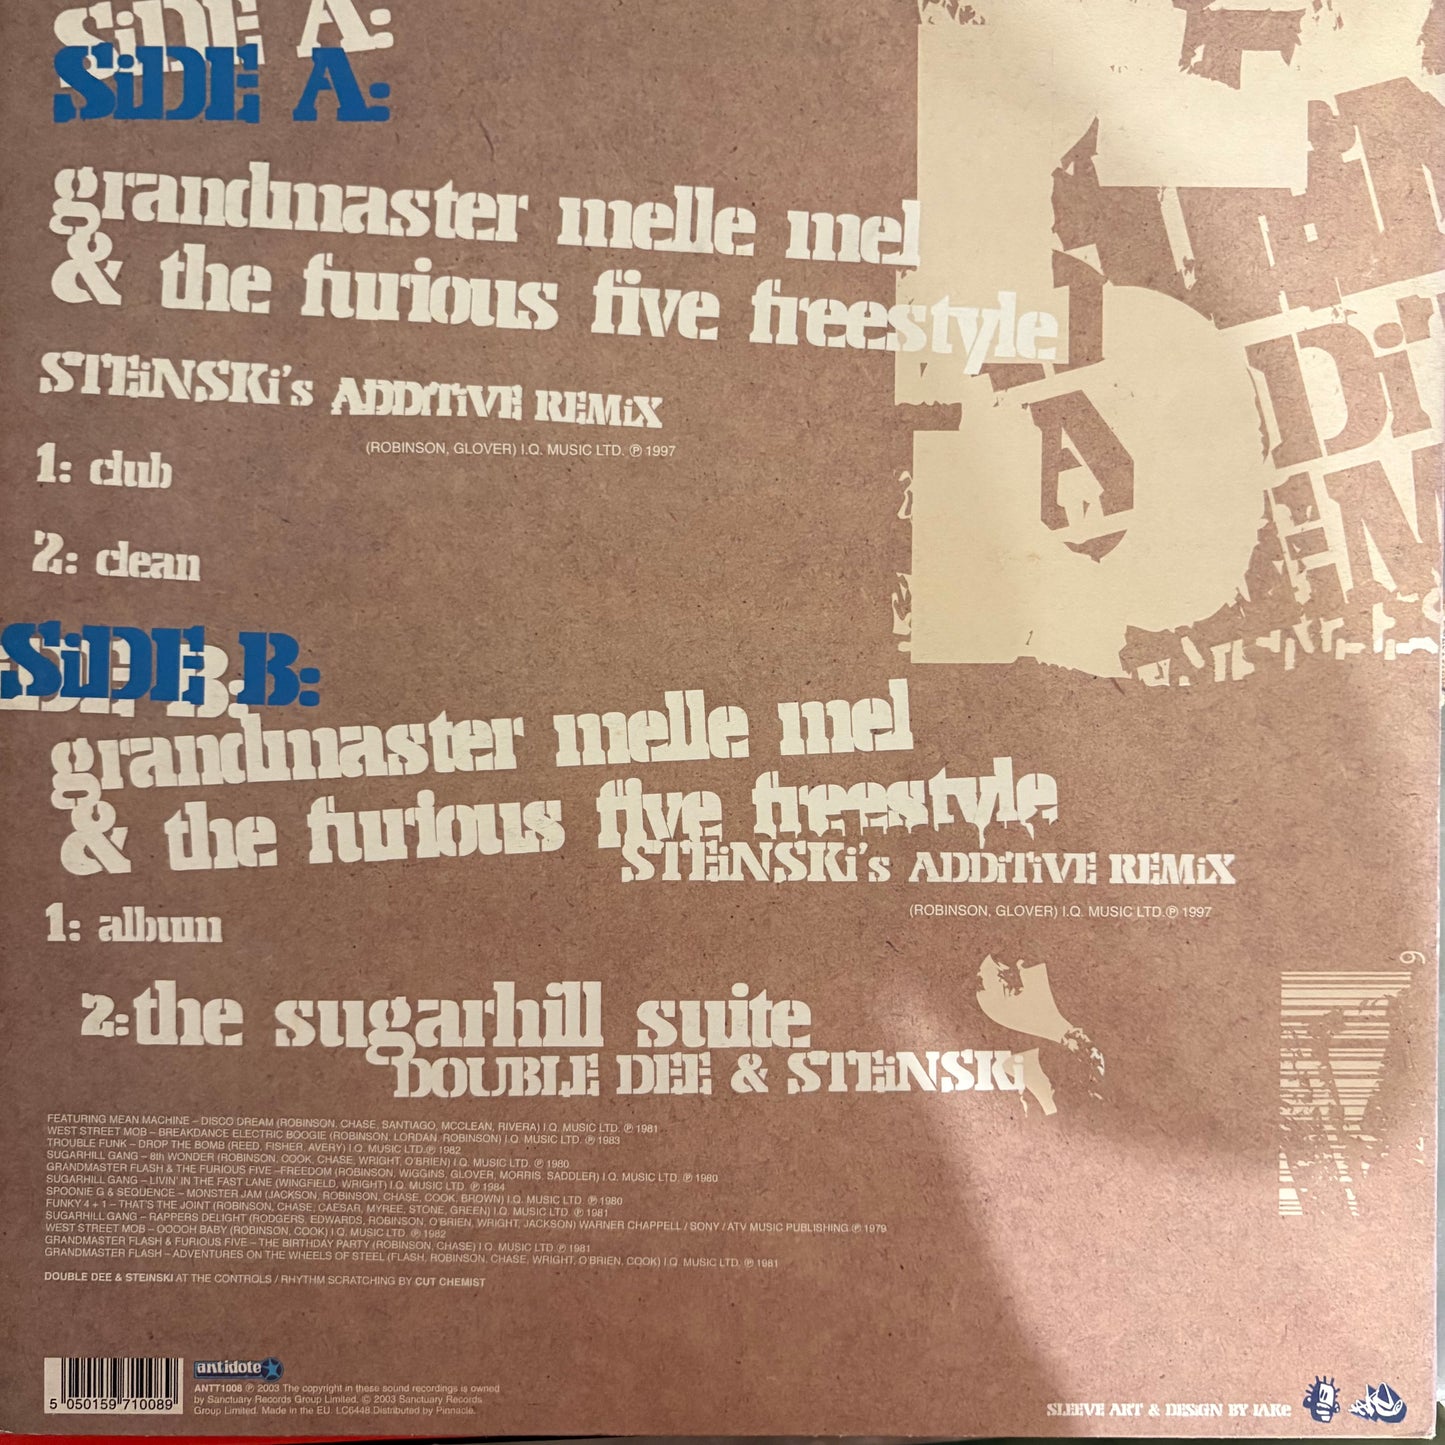 SiDE A:
SiDE A:
grandmaster melle mel
& the furious five freestyle
STEiNSKi's ADDiTiVE REMiX
(ROBINSON, GLOVER) I.Q. MUSIC LTD. ℗ 1997
1: club
2: clean
SiDE B:
DE B:
grandmaster melle mel
& the furious five freestyle
STEiNSKi's ADDiTiVE REMiX
(ROBINSON, GLOVER) I.Q. MUSIC LTD.℗ 1997
1: album
2:the sugarhill suite
DOUBLE DEE & STEiNSKi
FEATURING MEAN MACHINE – DISCO DREAM (ROBINSON, CHASE, SANTIAGO, MCCLEAN, RIVERA) I.Q. MUSIC LTD. ℗ 1981
WEST STREET MOB – BREAKDANCE ELECTRIC BOOGIE (ROBINSON, LORDAN, ROBINSON) I.Q. MUSIC LTD. ℗ 1983
TROUBLE FUNK – DROP THE BOMB (REED, FISHER, AVERY) I.Q. MUSIC LTD.℗ 1982
SUGARHILL GANG – 8th WONDER (ROBINSON, COOK, CHASE, WRIGHT, O'BRIEN) I.Q. MUSIC LTD. ℗ 1980
GRANDMASTER FLASH & THE FURIOUS FIVE –FREEDOM (ROBINSON, WIGGINS, GLOVER, MORRIS, SADDLER) I.Q. MUSIC LTD. ℗ 1980
SUGARHILL GANG – LIVIN' IN THE FAST LANE (WINGFIELD, WRIGHT) I.Q. MUSIC LTD. ℗ 1984
SPOONIE G & SEQUENCE – MONSTER JAM (JACKSON, ROBINSON, CHASE, COOK, BROWN) I.Q. MUSIC LTD. ℗ 1980
FUNKY 4 + 1 – THAT'S THE JOINT (ROBINSON, CHASE, CAESAR, MYREE, STONE, GREEN) I.Q. MUSIC LTD. ℗ 1981
SUGARHILL GANG – RAPPERS DELIGHT (RODGERS, EDWARDS, ROBINSON, O'BRIEN, WRIGHT, JACKSON) WARNER CHAPPELL / SONY / ATV MUSIC PUBLISHING ℗ 1979
WEST STREET MOB – OOOOH BABY (ROBINSON, COOK) I.Q. MUSIC LTD. ℗ 1982
GRANDMASTER FLASH & FURIOUS FIVE – THE BIRTHDAY PARTY (ROBINSON, CHASE) I.Q. MUSIC LTD ℗ 1981
GRANDMASTER FLASH – ADVENTURES ON THE WHEELS OF STEEL (FLASH, ROBINSON, CHASE, WRIGHT, O'BRIEN, COOK) I.Q. MUSIC LTD. ℗ 1981
DOUBLE DEE & STEINSKI AT THE CONTROLS / RHYTHM SCRATCHING BY CUT CHEMIST
antidote
ANTT1008 ℗ 2003 The copyright in these sound recordings is owned
by Sanctuary Records Group Limited. © 2003 Sanctuary Records
Group Limited. Made in the EU. LC6448.Distributed by Pinnacle.
5 050159 710089
SLEEVE ART & DESiGN BY JAKe